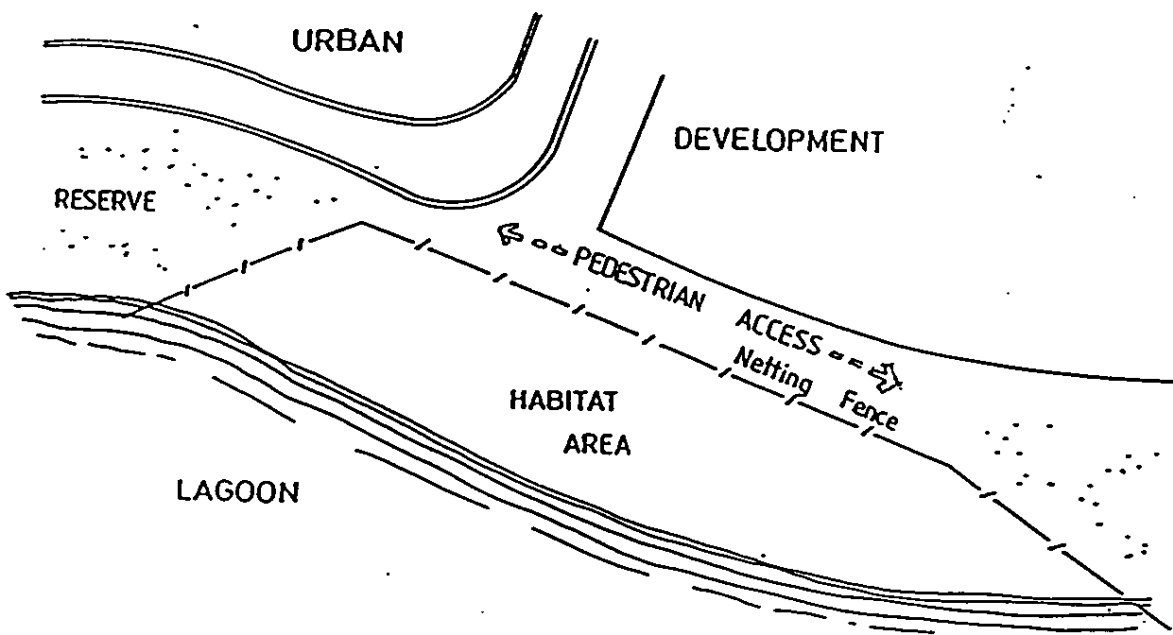 URBAN
DEVELOPMENT
RESERVE
PEDESTRIAN ACCESS
Netting Fence
HABITAT
AREA
LAGOON